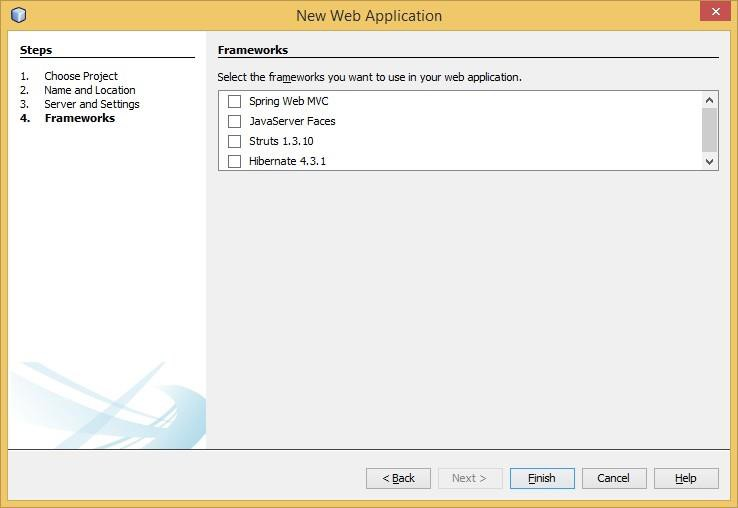 New Web Application
Steps
1. Choose Project
2. Name and Location
3. Server and Settings
4. Frameworks
Frameworks
Select the frameworks you want to use in your web application.
Spring Web MVC
JavaServer Faces
Struts 1.3.10
Hibernate 4.3.1
< Back
Next >
Finish
Cancel
Help